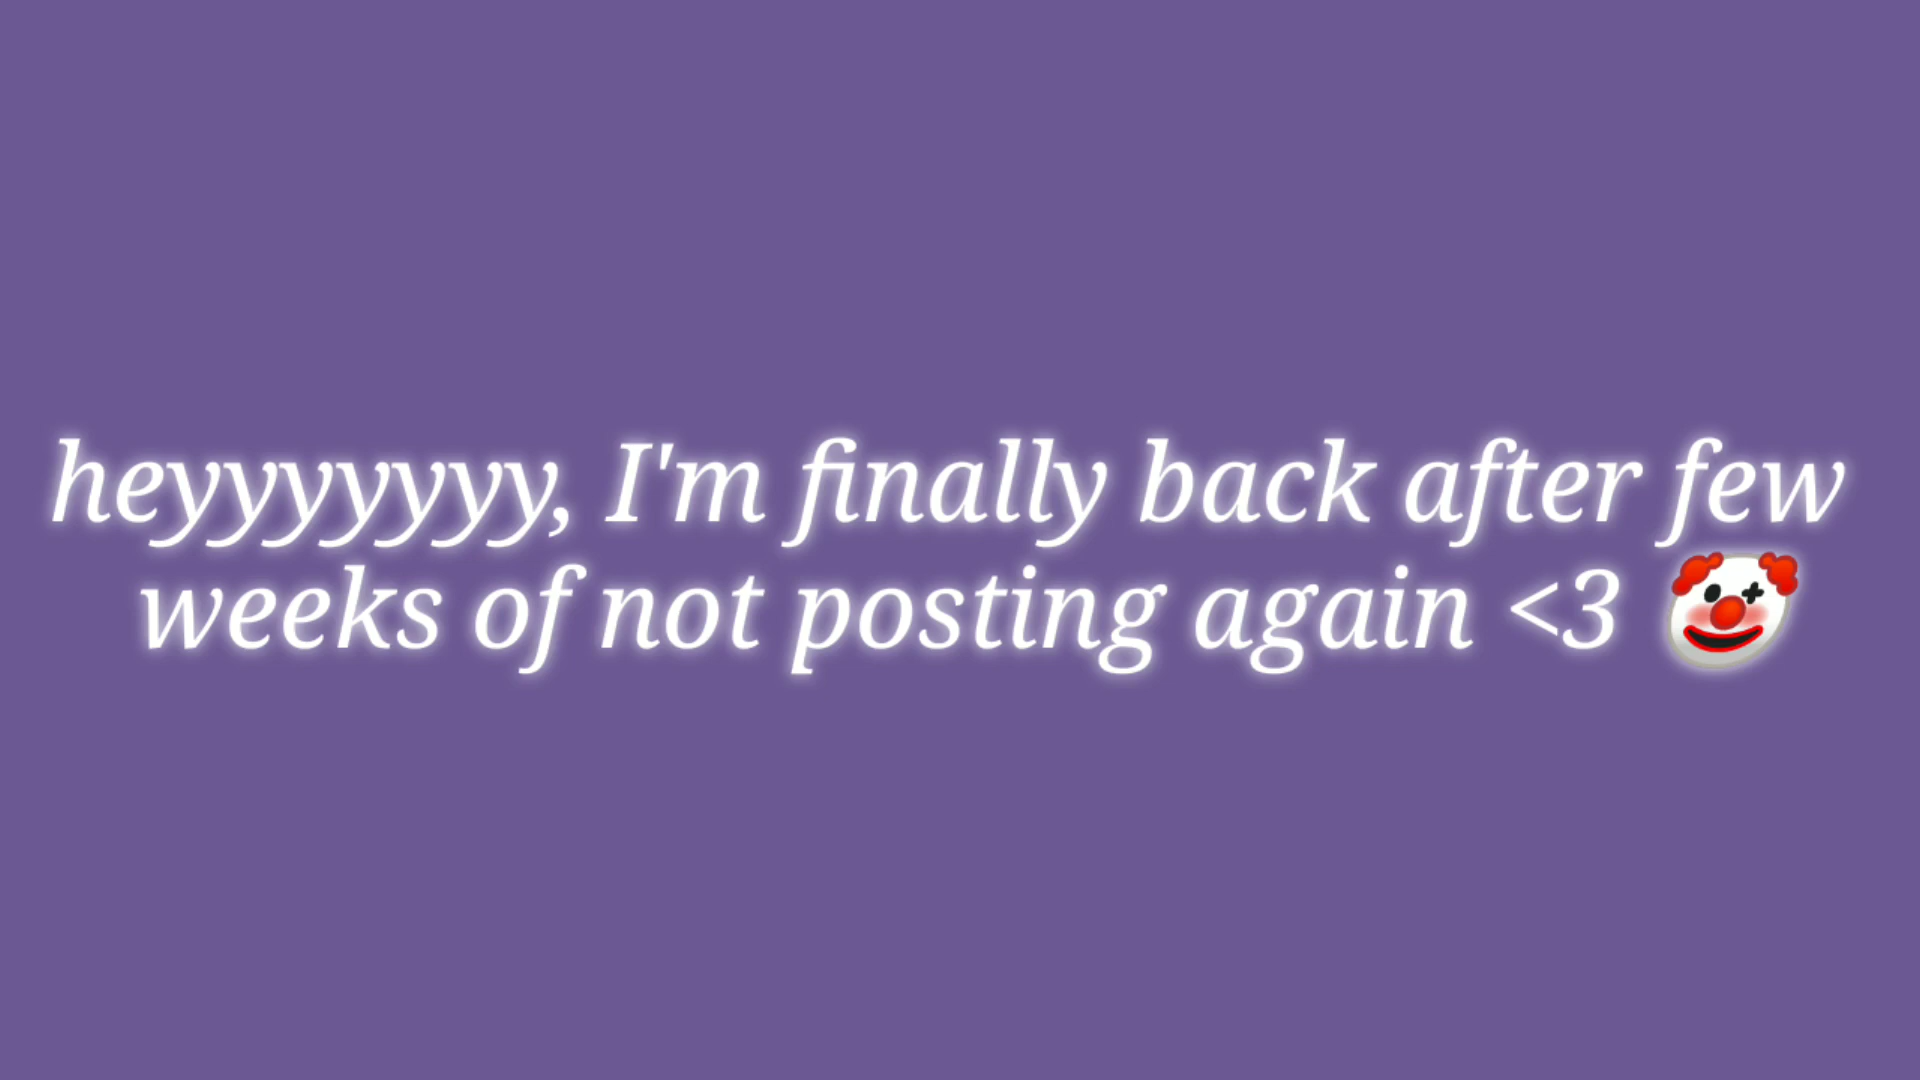 heyyyyyyy, I'm finally back after few
weeks of not posting again <3 🤡